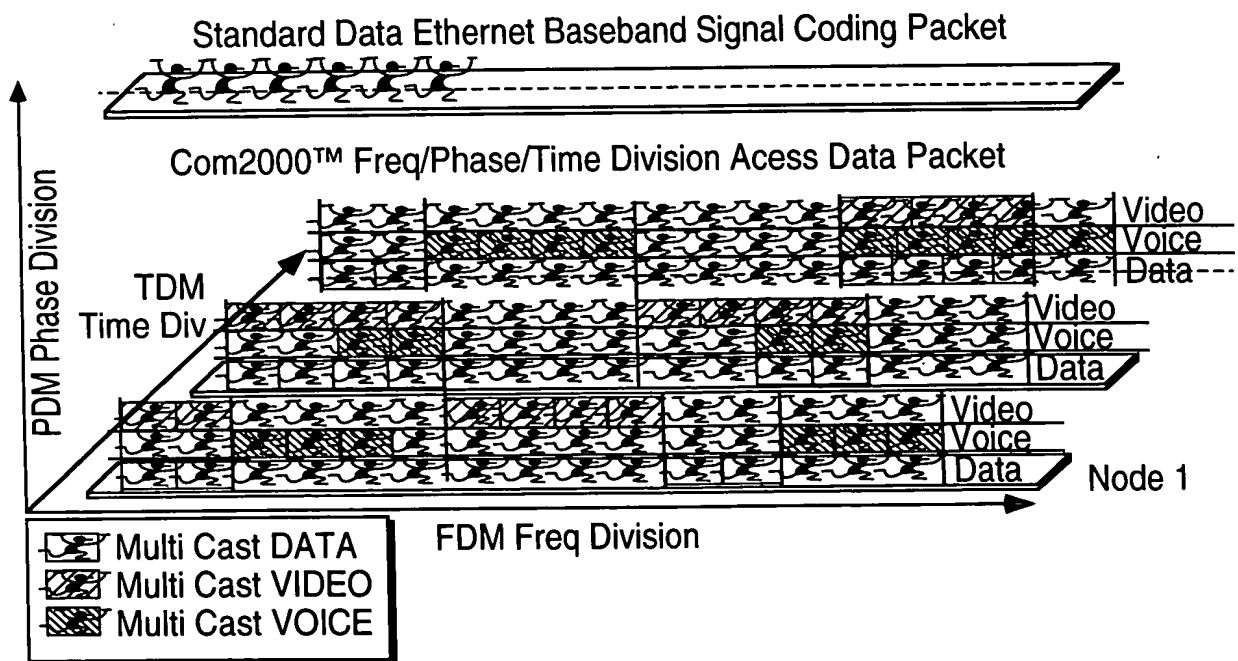 Standard Data Ethernet Baseband Signal Coding Packet
Com2000™ Freq/Phase/Time Division Acess Data Packet
PDM Phase Division
TDM
Time Div
Video
Voice
Data
Video
Voice
Data
Video
Voice
Data
Node 1
FDM Freq Division
Multi Cast DATA
Multi Cast VIDEO
Multi Cast VOICE